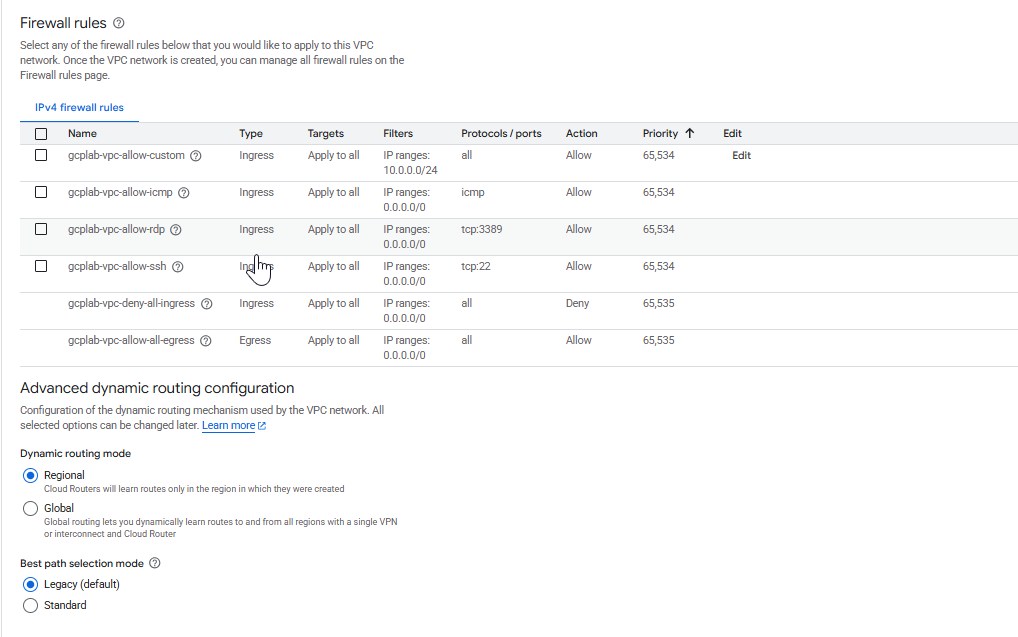 Firewall rules
Select any of the firewall rules below that you would like to apply to this VPC
network. Once the VPC network is created, you can manage all firewall rules on the
Firewall rules page.
IPv4 firewall rules
Name Type Targets Filters Protocols / ports Action Priority Edit
gcplab-vpc-allow-custom Ingress Apply to all IP ranges: all Allow 65,534 Edit
10.0.0.0/24
gcplab-vpc-allow-icmp Ingress Apply to all IP ranges: icmp Allow 65,534
0.0.0.0/0
gcplab-vpc-allow-rdp Ingress Apply to all IP ranges: tcp:3389 Allow 65,534
0.0.0.0/0
gcplab-vpc-allow-ssh Ingress Apply to all IP ranges: tcp:22 Allow 65,534
0.0.0.0/0
gcplab-vpc-deny-all-ingress Ingress Apply to all IP ranges: all Deny 65,535
0.0.0.0/0
gcplab-vpc-allow-all-egress Egress Apply to all IP ranges: all Allow 65,535
0.0.0.0/0
Advanced dynamic routing configuration
Configuration of the dynamic routing mechanism used by the VPC network. All
selected options can be changed later. Learn more
Dynamic routing mode
Regional
Cloud Routers will learn routes only in the region in which they were created
Global
Global routing lets you dynamically learn routes to and from all regions with a single VPN
or interconnect and Cloud Router
Best path selection mode
Legacy (default)
Standard